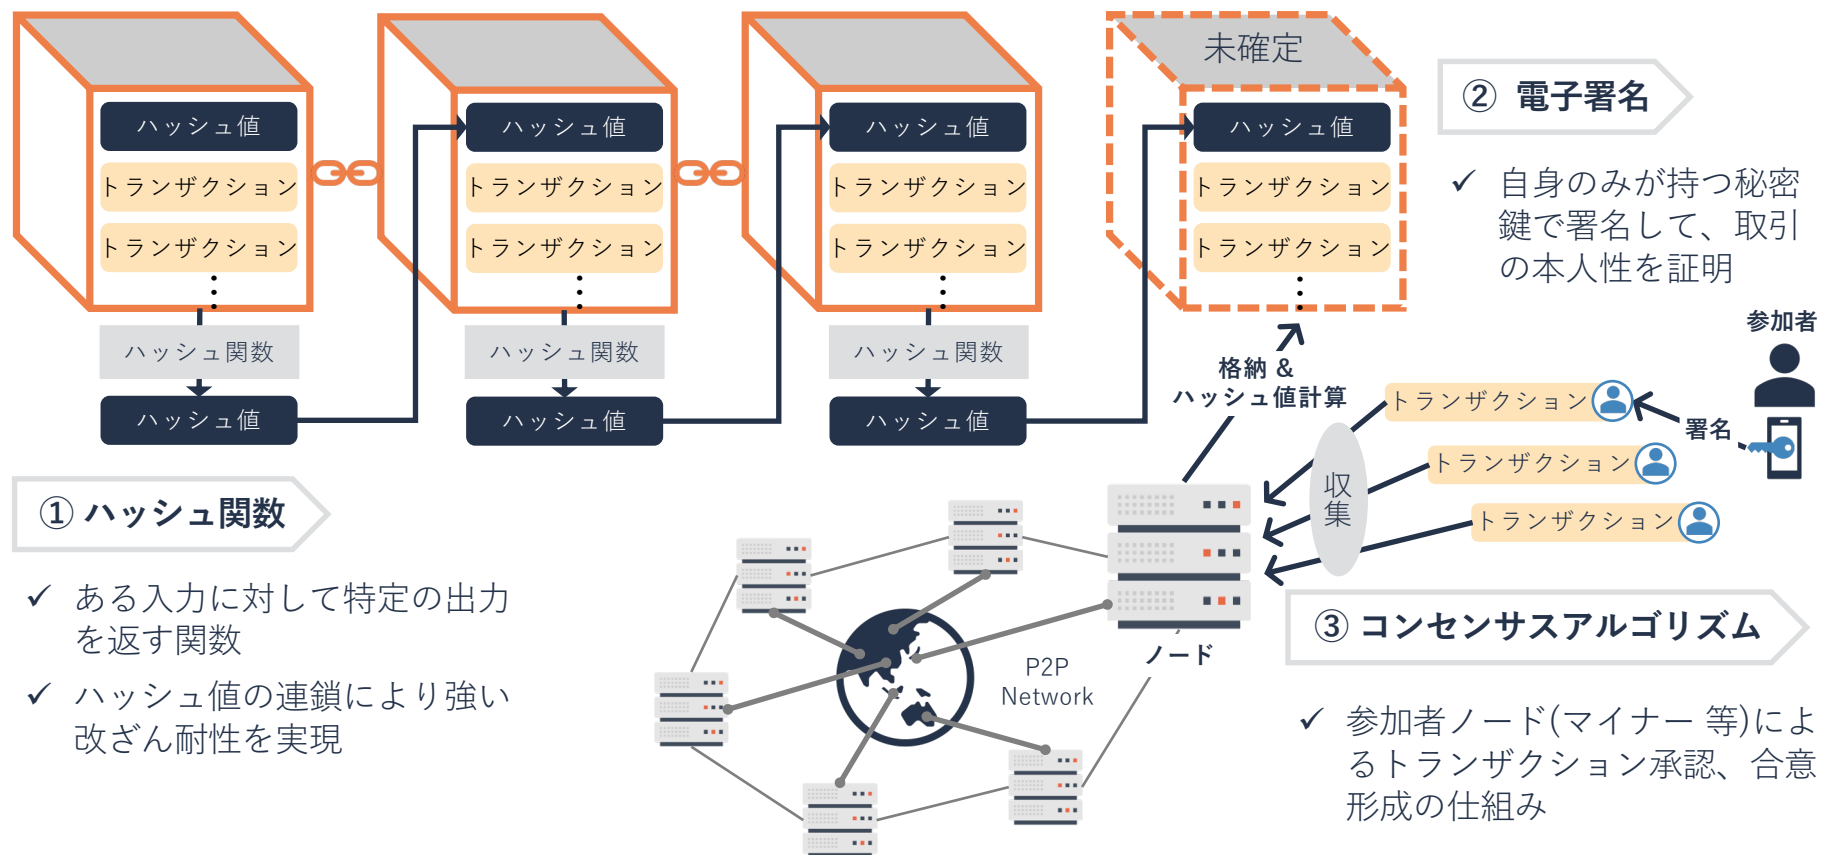 未確定
ハッシュ値
トランザクション
トランザクション
ハッシュ値
トランザクション
トランザクション
ハッシュ値
トランザクション
トランザクション
ハッシュ値
トランザクション
トランザクション
ハッシュ関数
ハッシュ値
ハッシュ関数
ハッシュ値
ハッシュ関数
ハッシュ値
② 電子署名
✓ 自身のみが持つ秘密
鍵で署名して、取引
の本人性を証明
参加者
格納 &
ハッシュ値計算
トランザクション
署名
トランザクション
トランザクション
収集
① ハッシュ関数
✓ ある入力に対して特定の出力
を返す関数
✓ ハッシュ値の連鎖により強い
改ざん耐性を実現
P2P
Network
ノード
③ コンセンサスアルゴリズム
✓ 参加者ノード(マイナー 等)によ
るトランザクション承認、合意
形成の仕組み